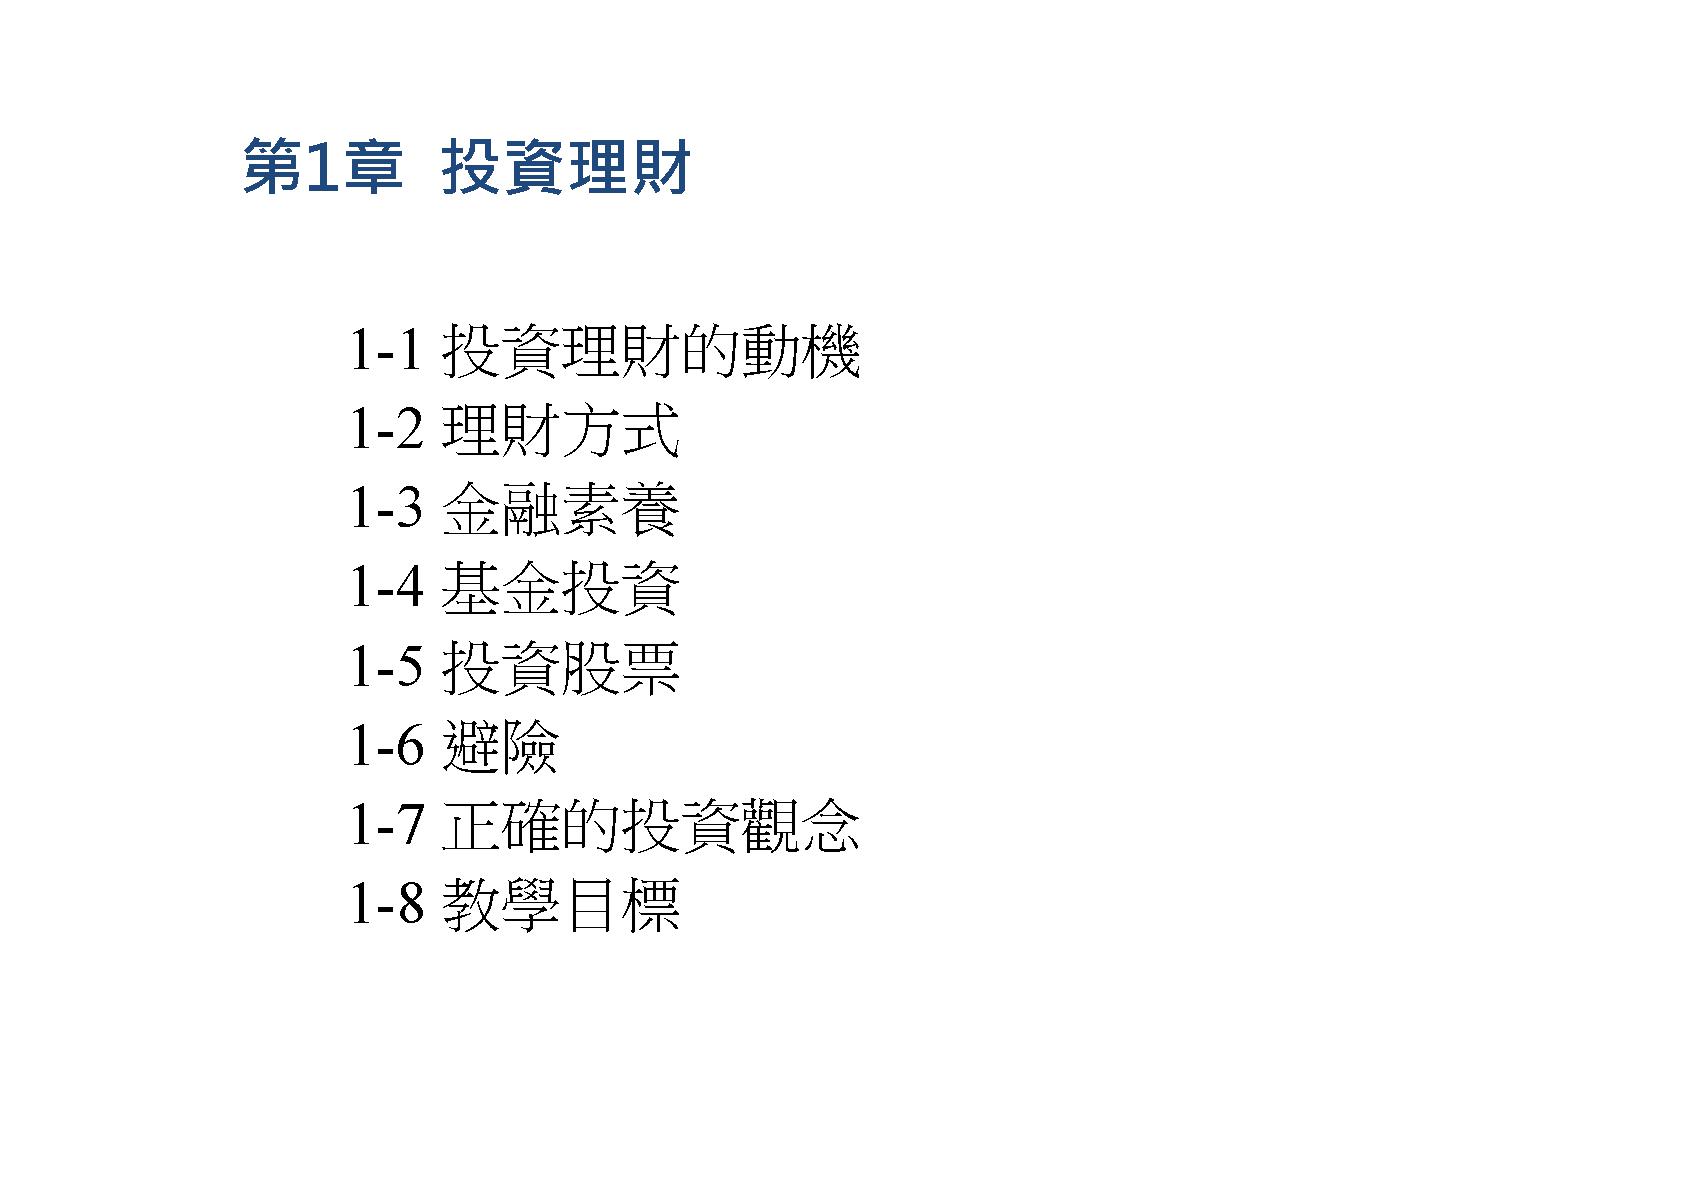 第1章 投資理財
1-1 投資理財的動機
1-2 理財方式
1-3 金融素養
1-4 基金投資
1-5 投資股票
1-6 避險
1-7 正確的投資觀念
1-8 教學目標